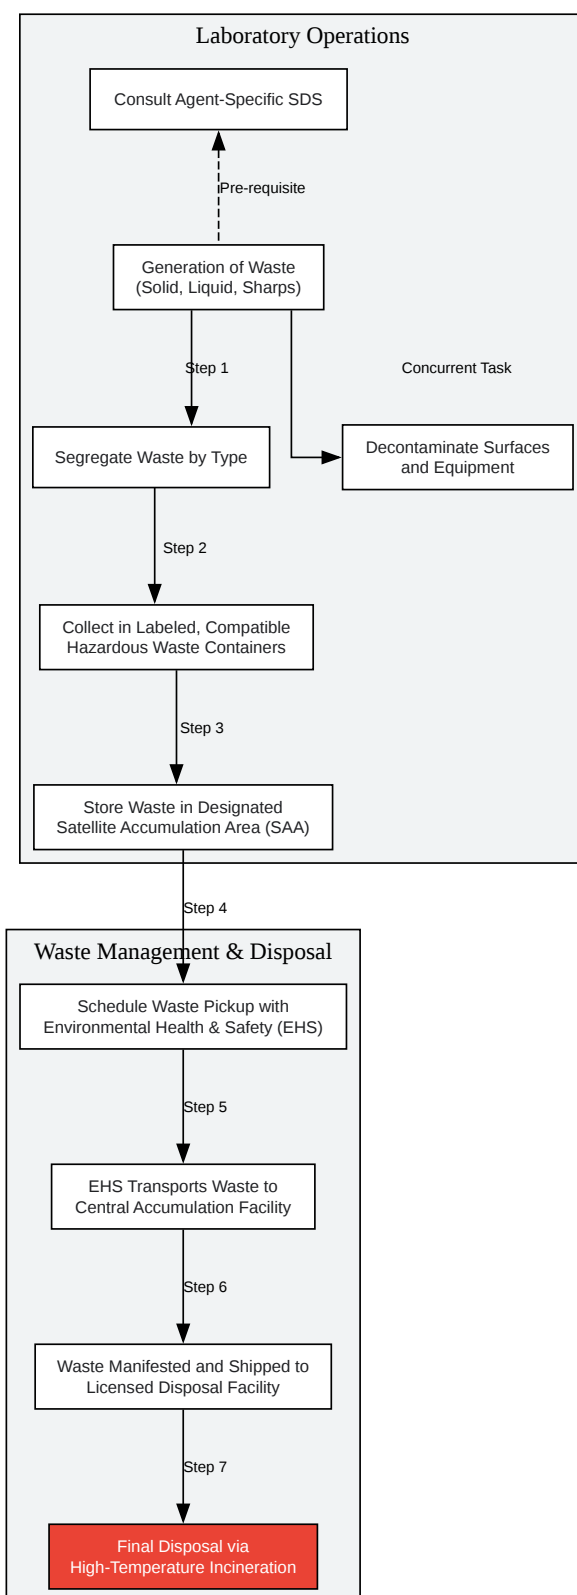 Laboratory Operations
Consult Agent-Specific SDS
Pre-requisite
Generation of Waste
(Solid, Liquid, Sharps)
Step 1
Concurrent Task
Segregate Waste by Type
Decontaminate Surfaces
and Equipment
Step 2
Collect in Labeled, Compatible
Hazardous Waste Containers
Step 3
Store Waste in Designated
Satellite Accumulation Area (SAA)
Step 4
Waste Management & Disposal
Schedule Waste Pickup with
Environmental Health & Safety (EHS)
Step 5
EHS Transports Waste to
Central Accumulation Facility
Step 6
Waste Manifested and Shipped to
Licensed Disposal Facility
Step 7
Final Disposal via
High-Temperature Incineration